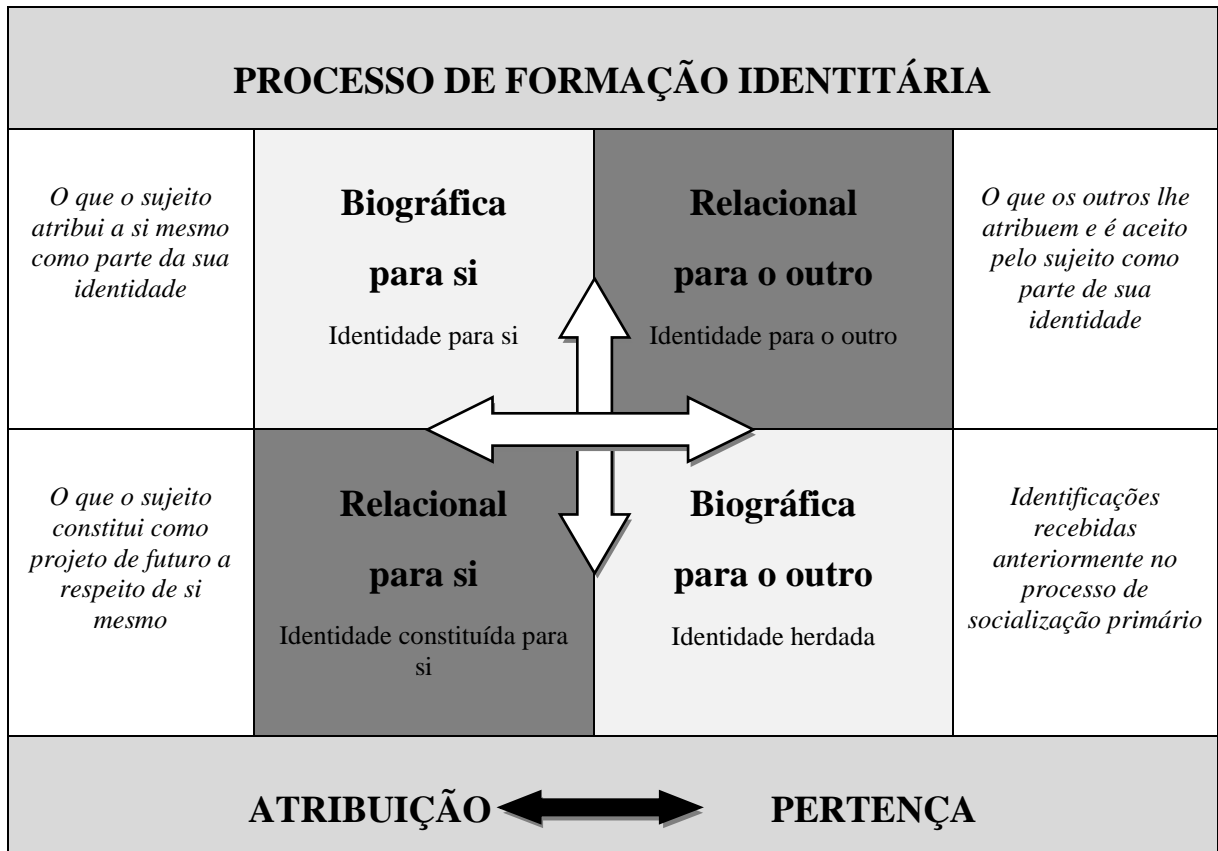 PROCESSO DE FORMAÇÃO IDENTITÁRIA
O que o sujeito
atribui a si mesmo
como parte da sua
identidade
Biográfica
para si
Identidade para si
Relacional
para o outro
Identidade para o outro
O que os outros lhe
atribuem e é aceito
pelo sujeito como
parte de sua
identidade
O que o sujeito
constitui como
projeto de futuro a
respeito de si
mesmo
Relacional
para si
Identidade constituída para
si
Biográfica
para o outro
Identidade herdada
Identificações
recebidas
anteriormente no
processo de
socialização primário
ATRIBUIÇÃO PERTENÇA